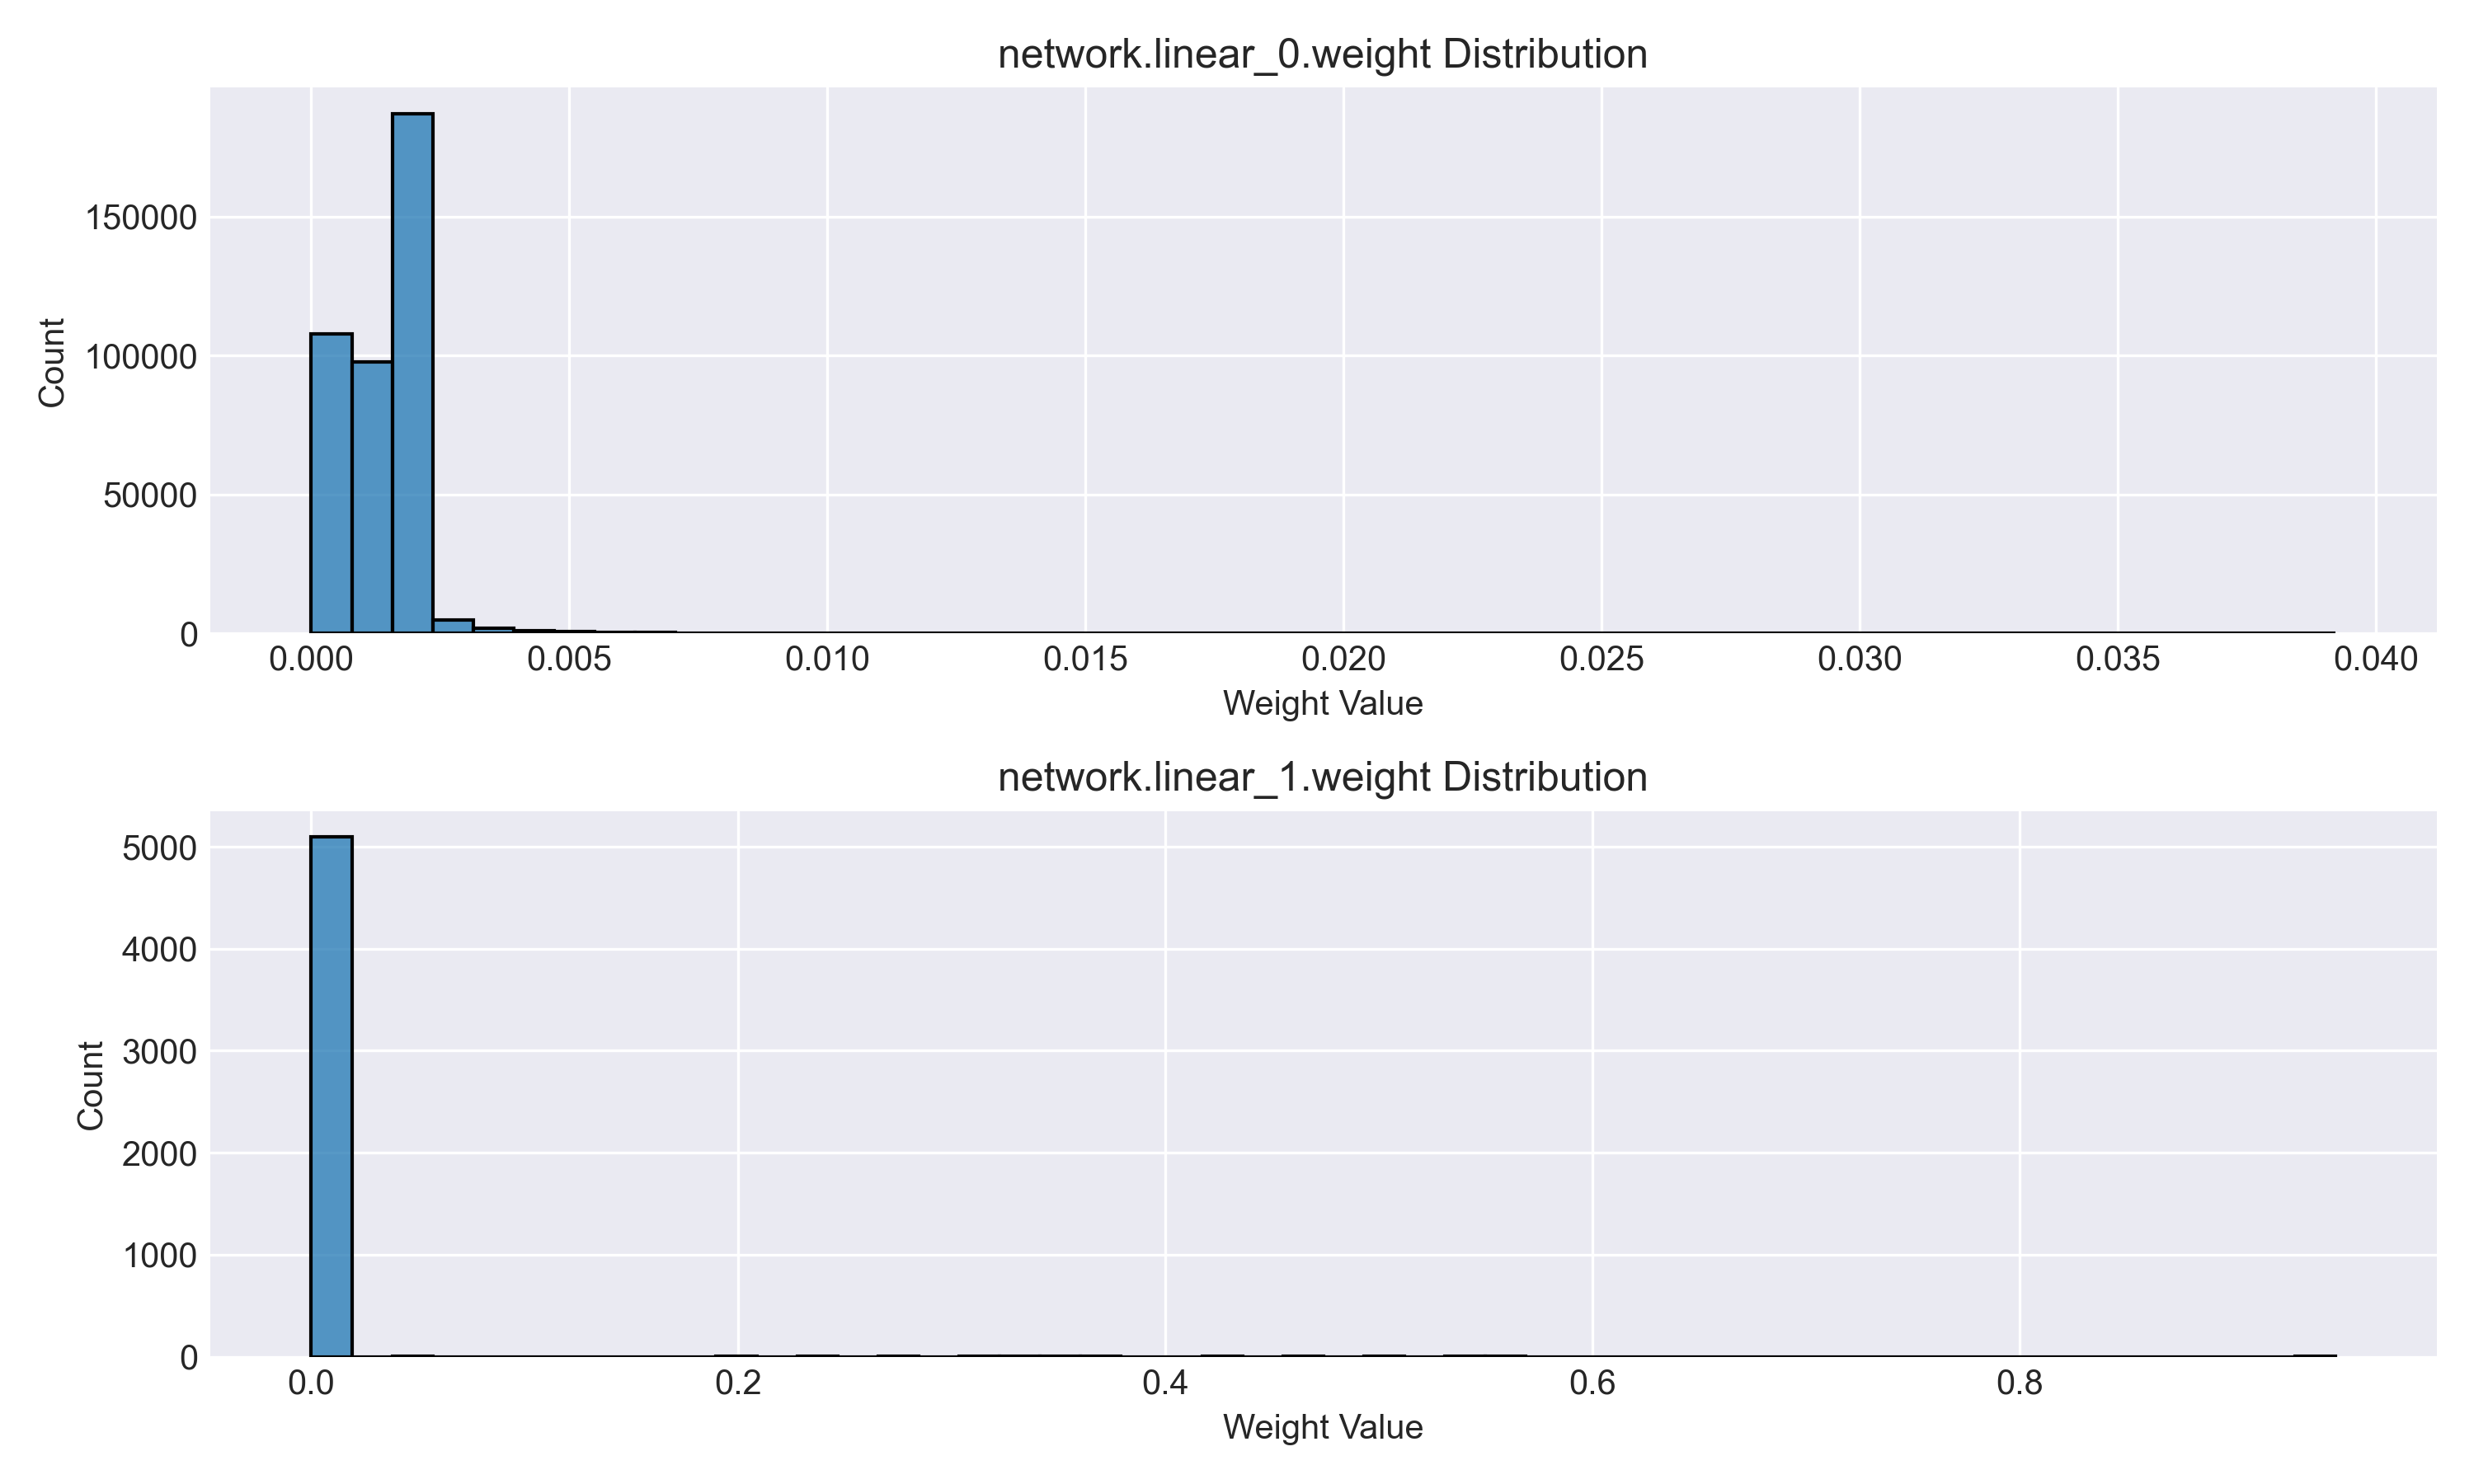 network.linear_0.weight Distribution
Count
150000
100000
50000
0
0.000 0.005 0.010 0.015 0.020 0.025 0.030 0.035 0.040
Weight Value
network.linear_1.weight Distribution
Count
5000
4000
3000
2000
1000
0
0.0 0.2 0.4 0.6 0.8
Weight Value